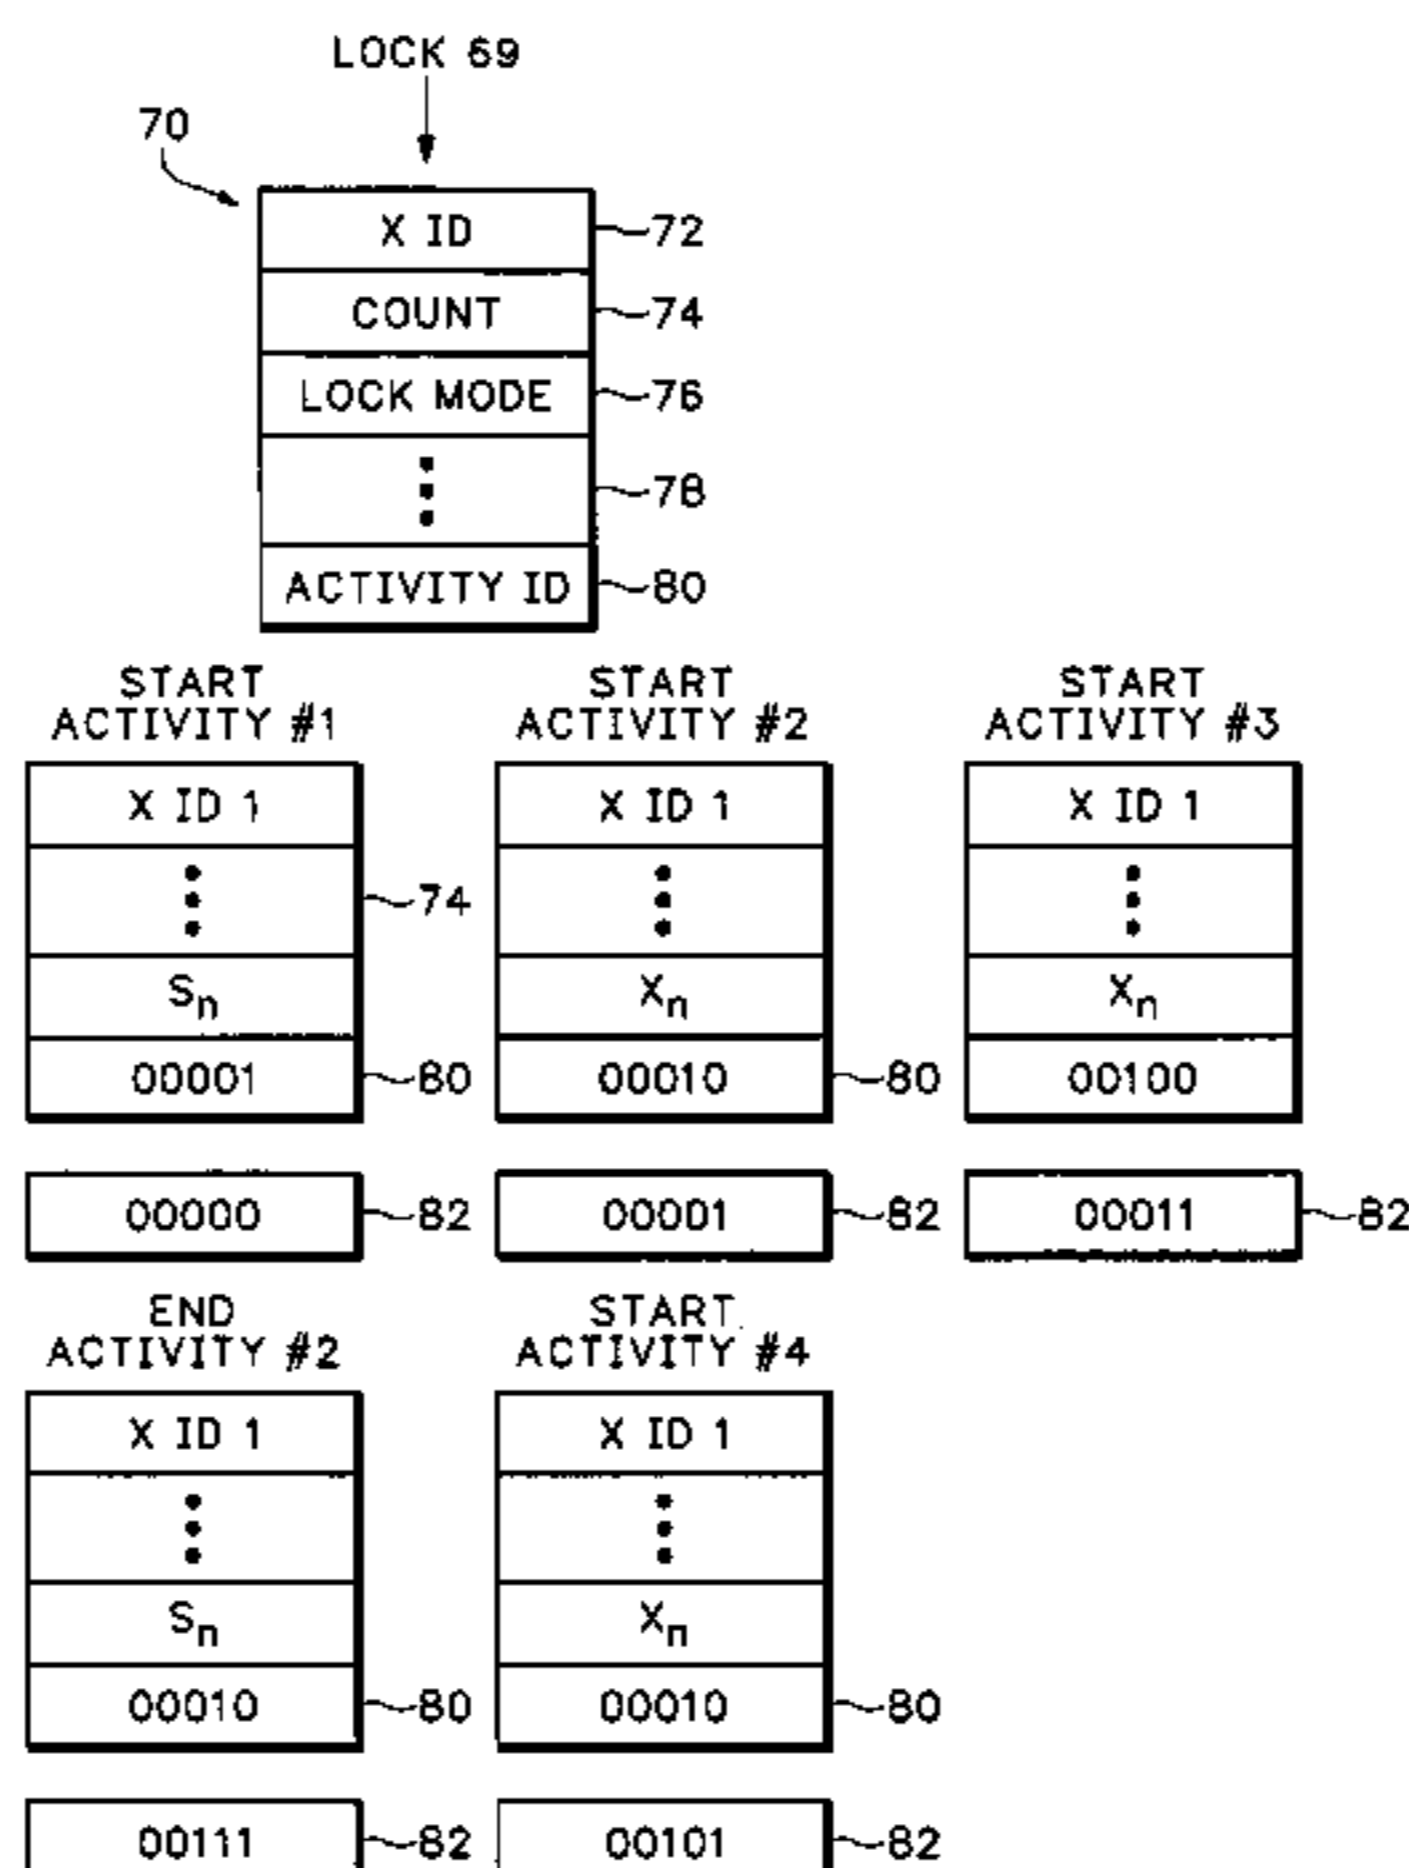 LOCK 69
70
X ID
72
COUNT
74
LOCK MODE
76
78
ACTIVITY ID
80
START
ACTIVITY #1
START
ACTIVITY #2
START
ACTIVITY #3
X ID 1
X ID 1
X ID 1
74
Sn
Xn
Xn
00001
80
00010
80
00100
00000
82
00001
82
00011
82
END
ACTIVITY #2
START
ACTIVITY #4
X ID 1
X ID 1
Sn
Xn
00010
80
00010
80
00111
82
00101
82